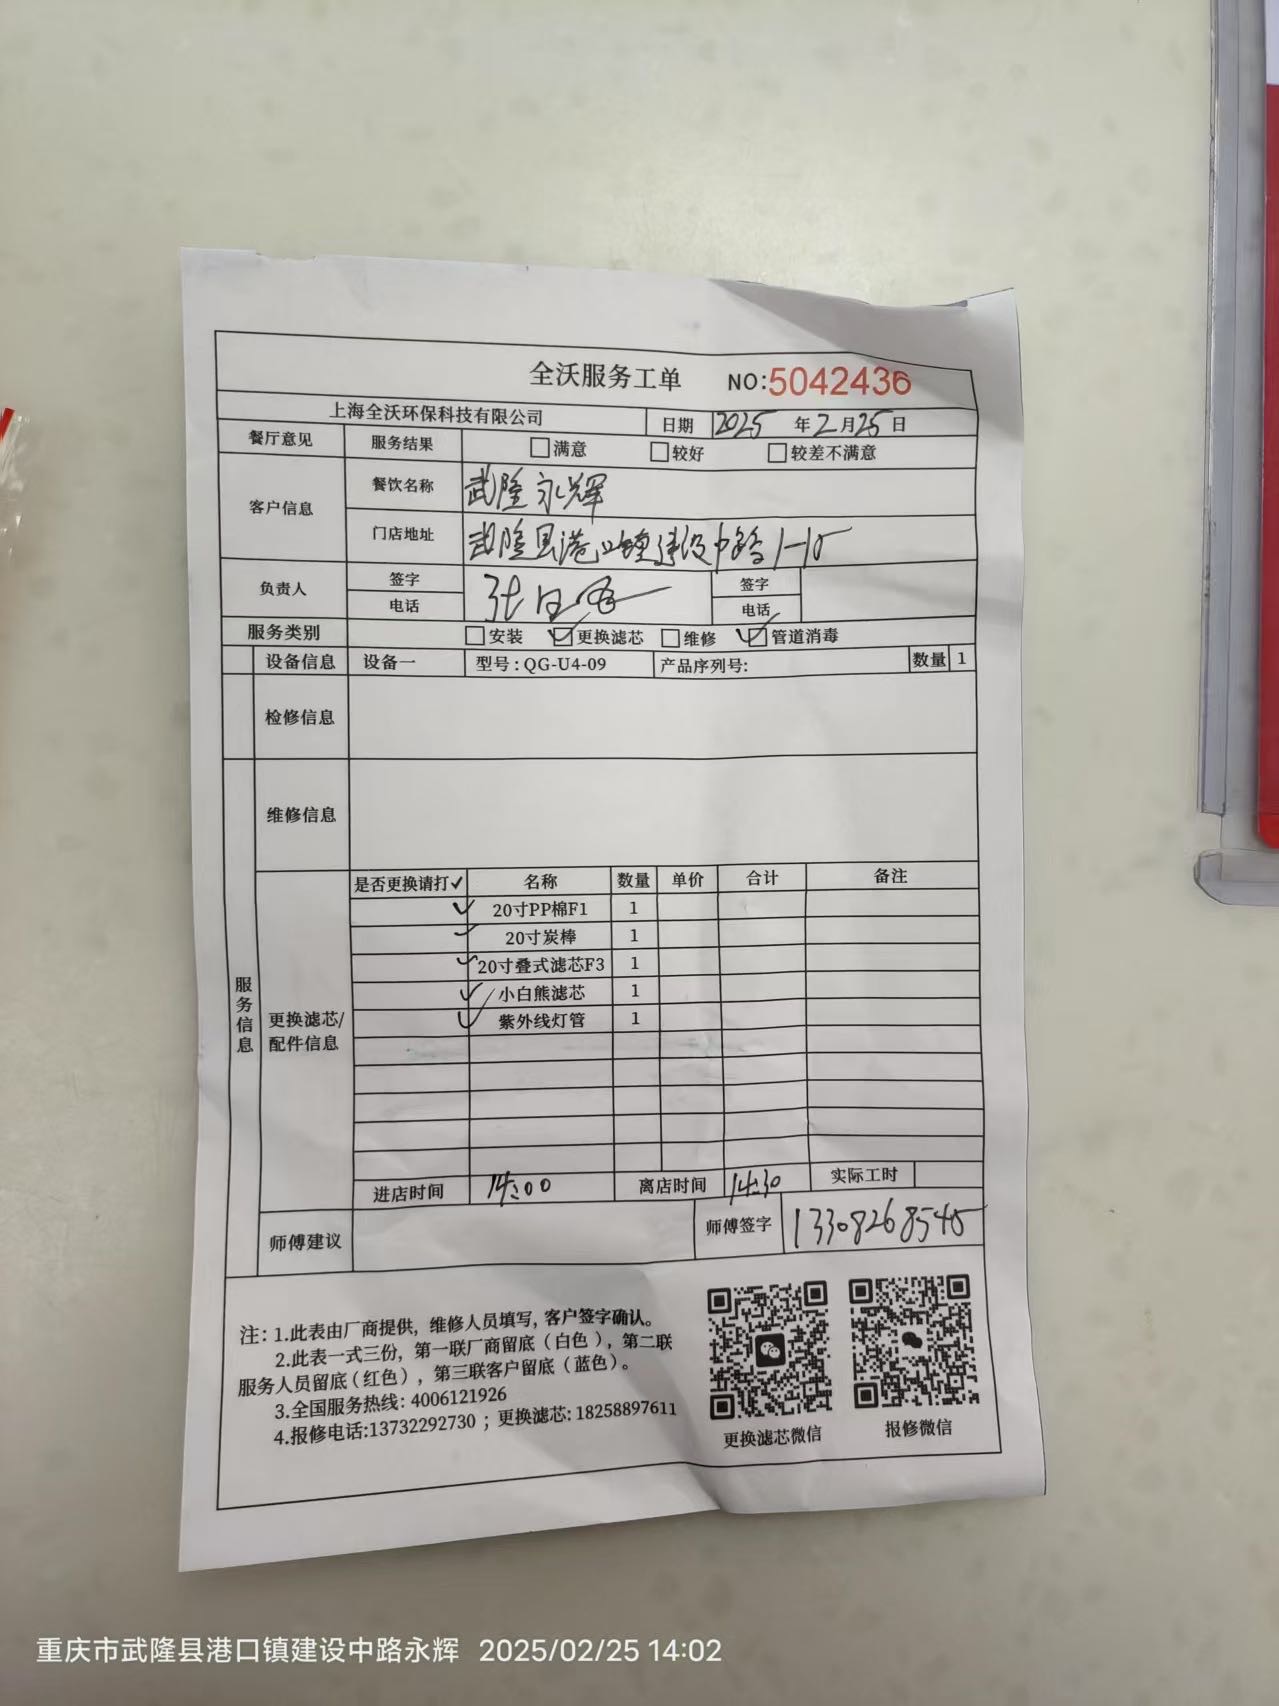 全沃服务工单 NO:5042436
上海全沃环保科技有限公司 日期 2025 年 2 月 25 日
餐厅意见 服务结果 满意 较好 较差不满意
客户信息 餐饮名称 武隆永辉
门店地址 武隆县港口镇建设中路1-15
负责人 签字 签字
电话 电话
服务类别 安装 更换滤芯 维修 管道消毒
设备信息 设备一 型号:QG-U4-09 产品序列号: 数量 1
检修信息
维修信息
服务信息
更换滤芯/
配件信息
是否更换请打✓ 名称 数量 单价 合计 备注
✓ 20寸PP棉F1 1
✓ 20寸炭棒 1
✓ 20寸叠式滤芯F3 1
✓ 小白熊滤芯 1
✓ 紫外线灯管 1
进店时间 14:00 离店时间 14:30 实际工时
师傅建议 师傅签字 13308268545
注:1.此表由厂商提供，维修人员填写，客户签字确认。
2.此表一式三份，第一联厂商留底（白色），第二联
服务人员留底（红色），第三联客户留底（蓝色）。
3.全国服务热线: 4006121926
4.报修电话:13732292730；更换滤芯: 18258897611
更换滤芯微信 报修微信
重庆市武隆县港口镇建设中路永辉 2025/02/25 14:02